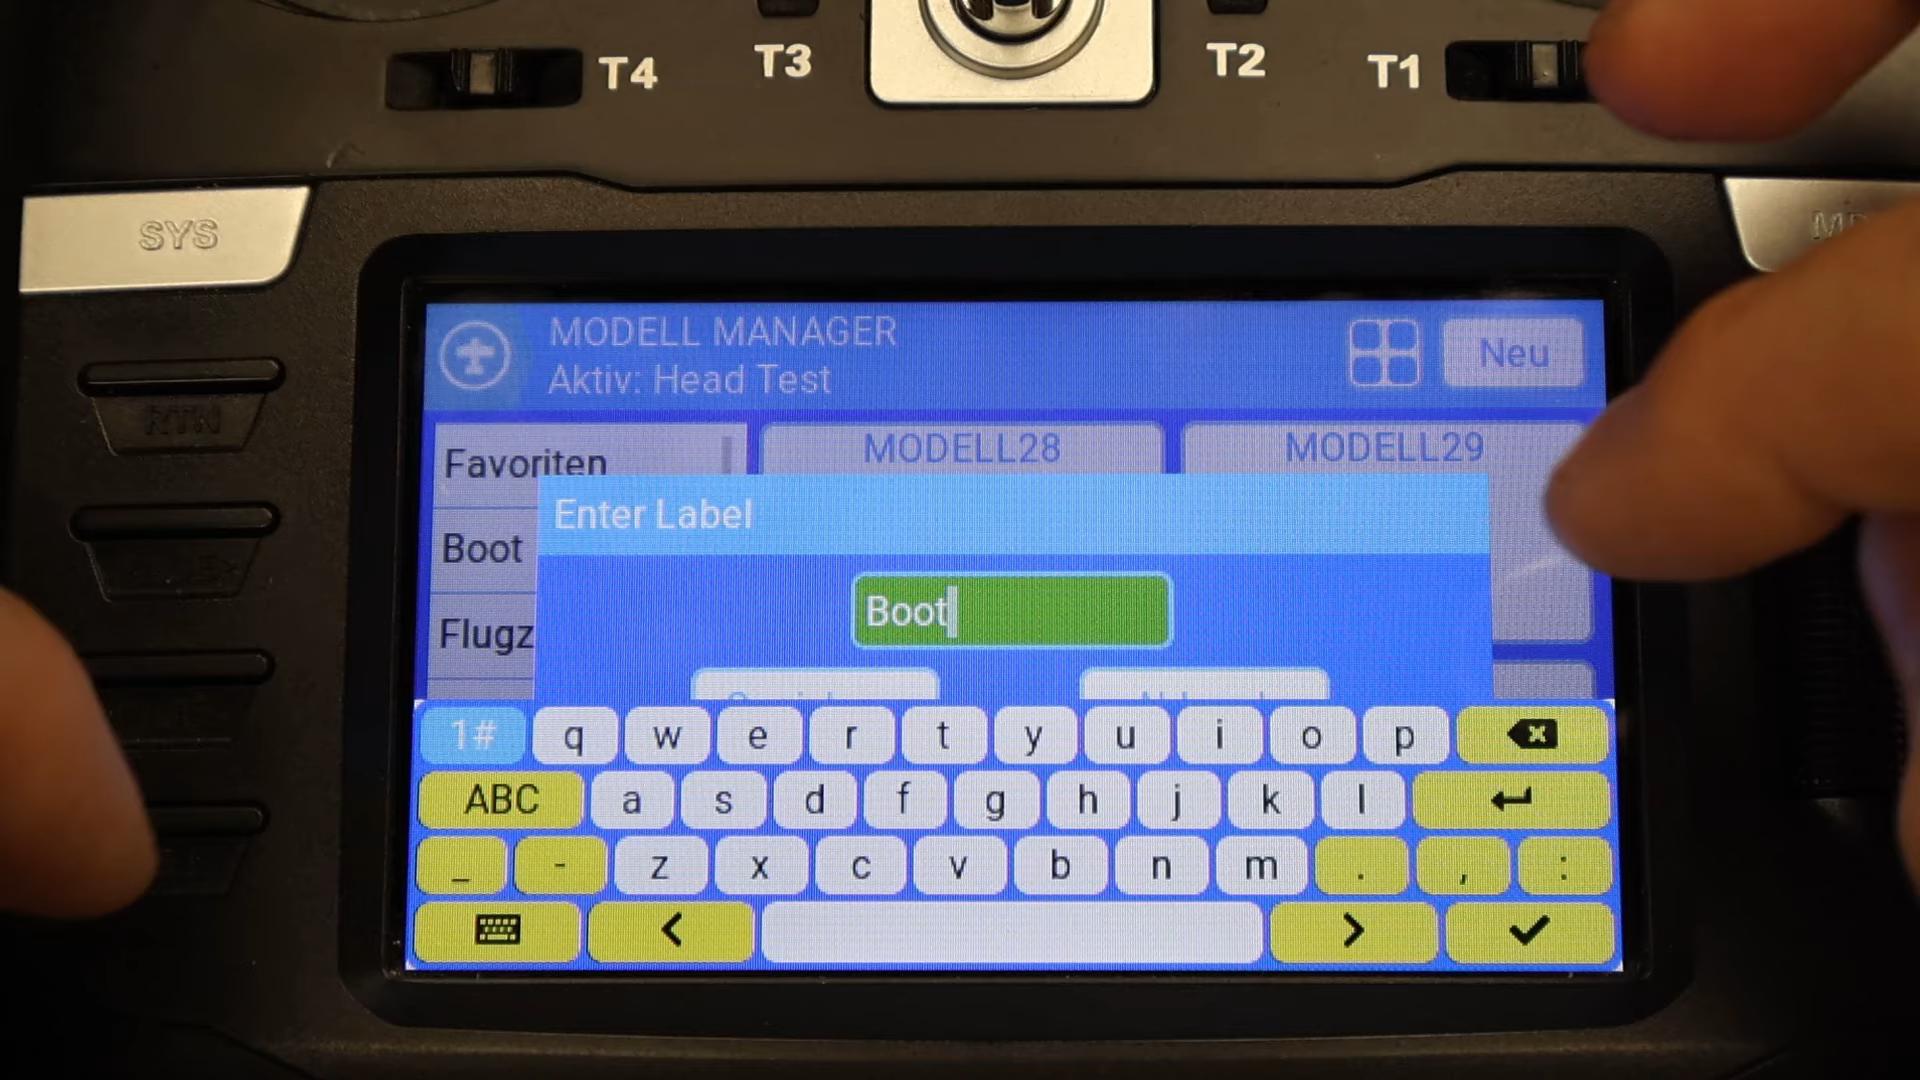 T4
T3
T2
T1
SYS
RTN
MODELL MANAGER
Aktiv: Head Test
Neu
Favoriten
MODELL28
MODELL29
Enter Label
Boot
Boot
Flugz
1# q w e r t y u i o p
ABC a s d f g h j k l
_ - z x c v b n m . , :
< >